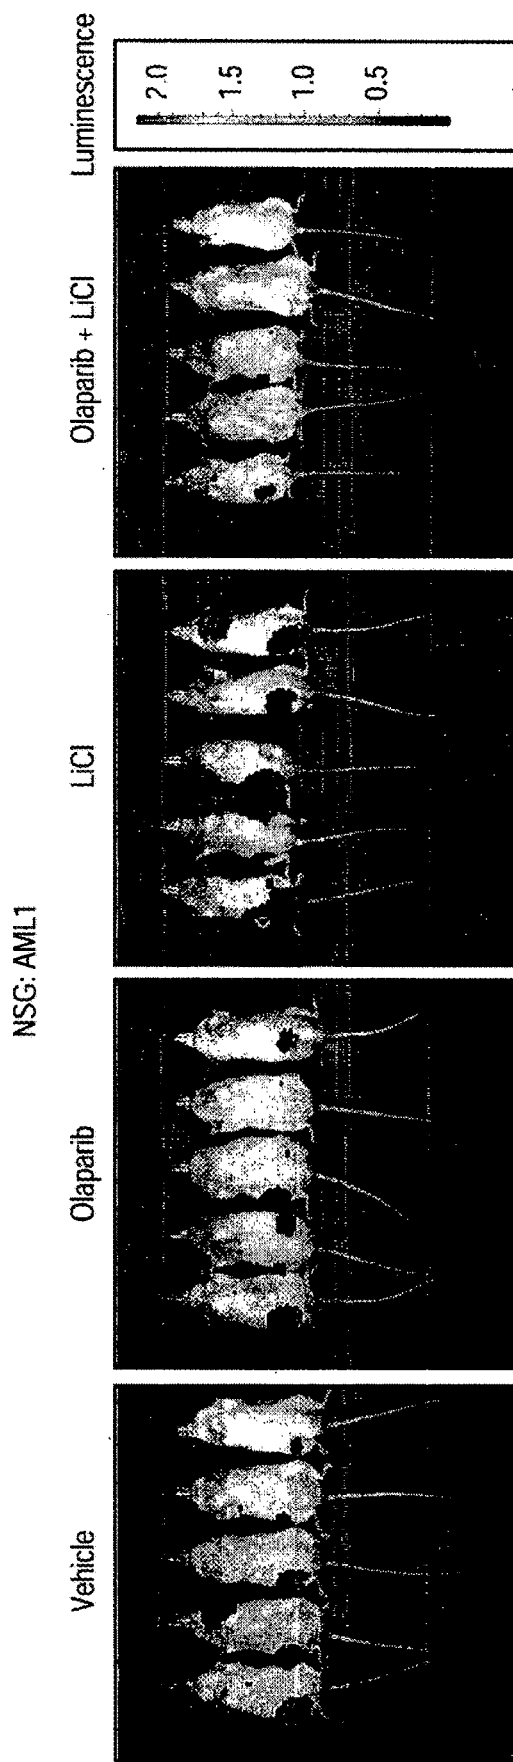 NSG: AML1
Vehicle
Olaparib
LiCl
Olaparib + LiCl
Luminescence
2.0
1.5
1.0
0.5